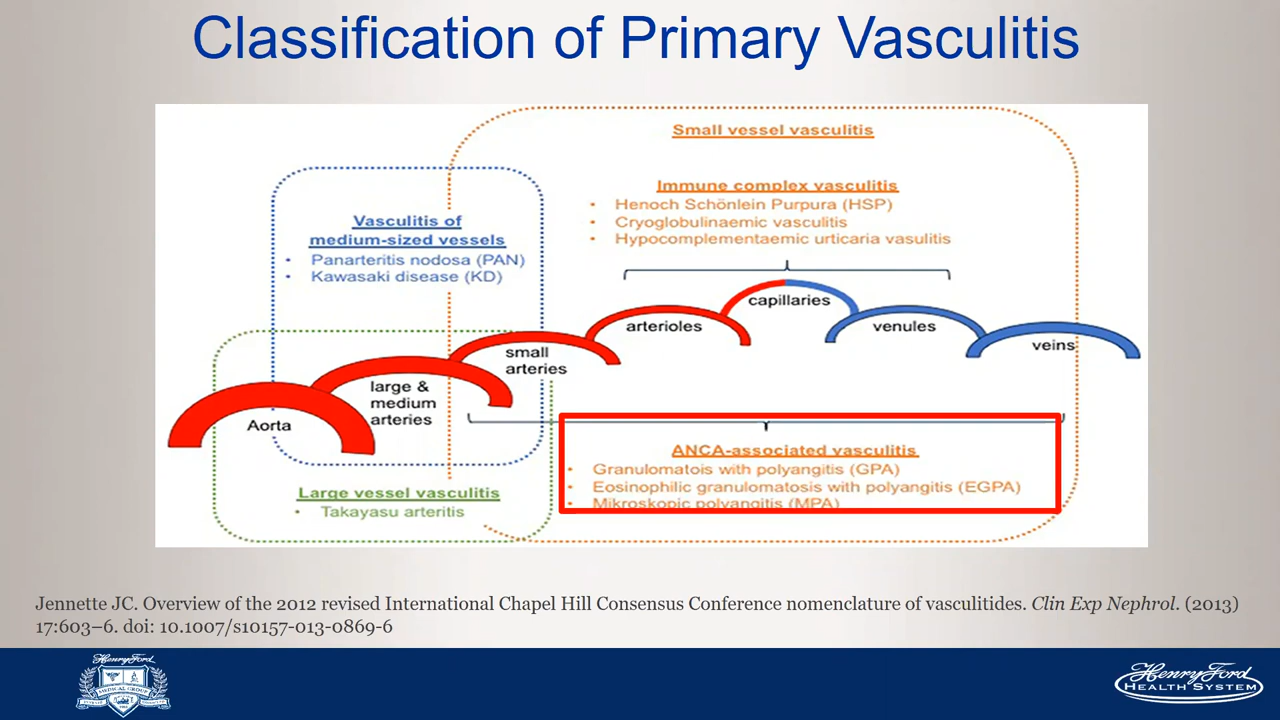 Classification of Primary Vasculitis
Small vessel vasculitis
Immune complex vasculitis
• Henoch Schönlein Purpura (HSP)
• Cryoglobulinaemic vasculitis
• Hypocomplementaemic urticaria vasulitis
Vasculitis of
medium-sized vessels
• Panarteritis nodosa (PAN)
• Kawasaki disease (KD)
capillaries
arterioles
venules
veins
small
arteries
large &
medium
arteries
Aorta
ANCA-associated vasculitis
• Granulomatois with polyangitis (GPA)
• Eosinophilic granulomatosis with polyangitis (EGPA)
• Mikroskopic polyangitis (MPA)
Large vessel vasculitis
• Takayasu arteritis
Jennette JC. Overview of the 2012 revised International Chapel Hill Consensus Conference nomenclature of vasculitides. Clin Exp Nephrol. (2013)
17:603–6. doi: 10.1007/s10157-013-0869-6
Henry Ford
MEDICAL GROUP
Henry Ford
HEALTH SYSTEM